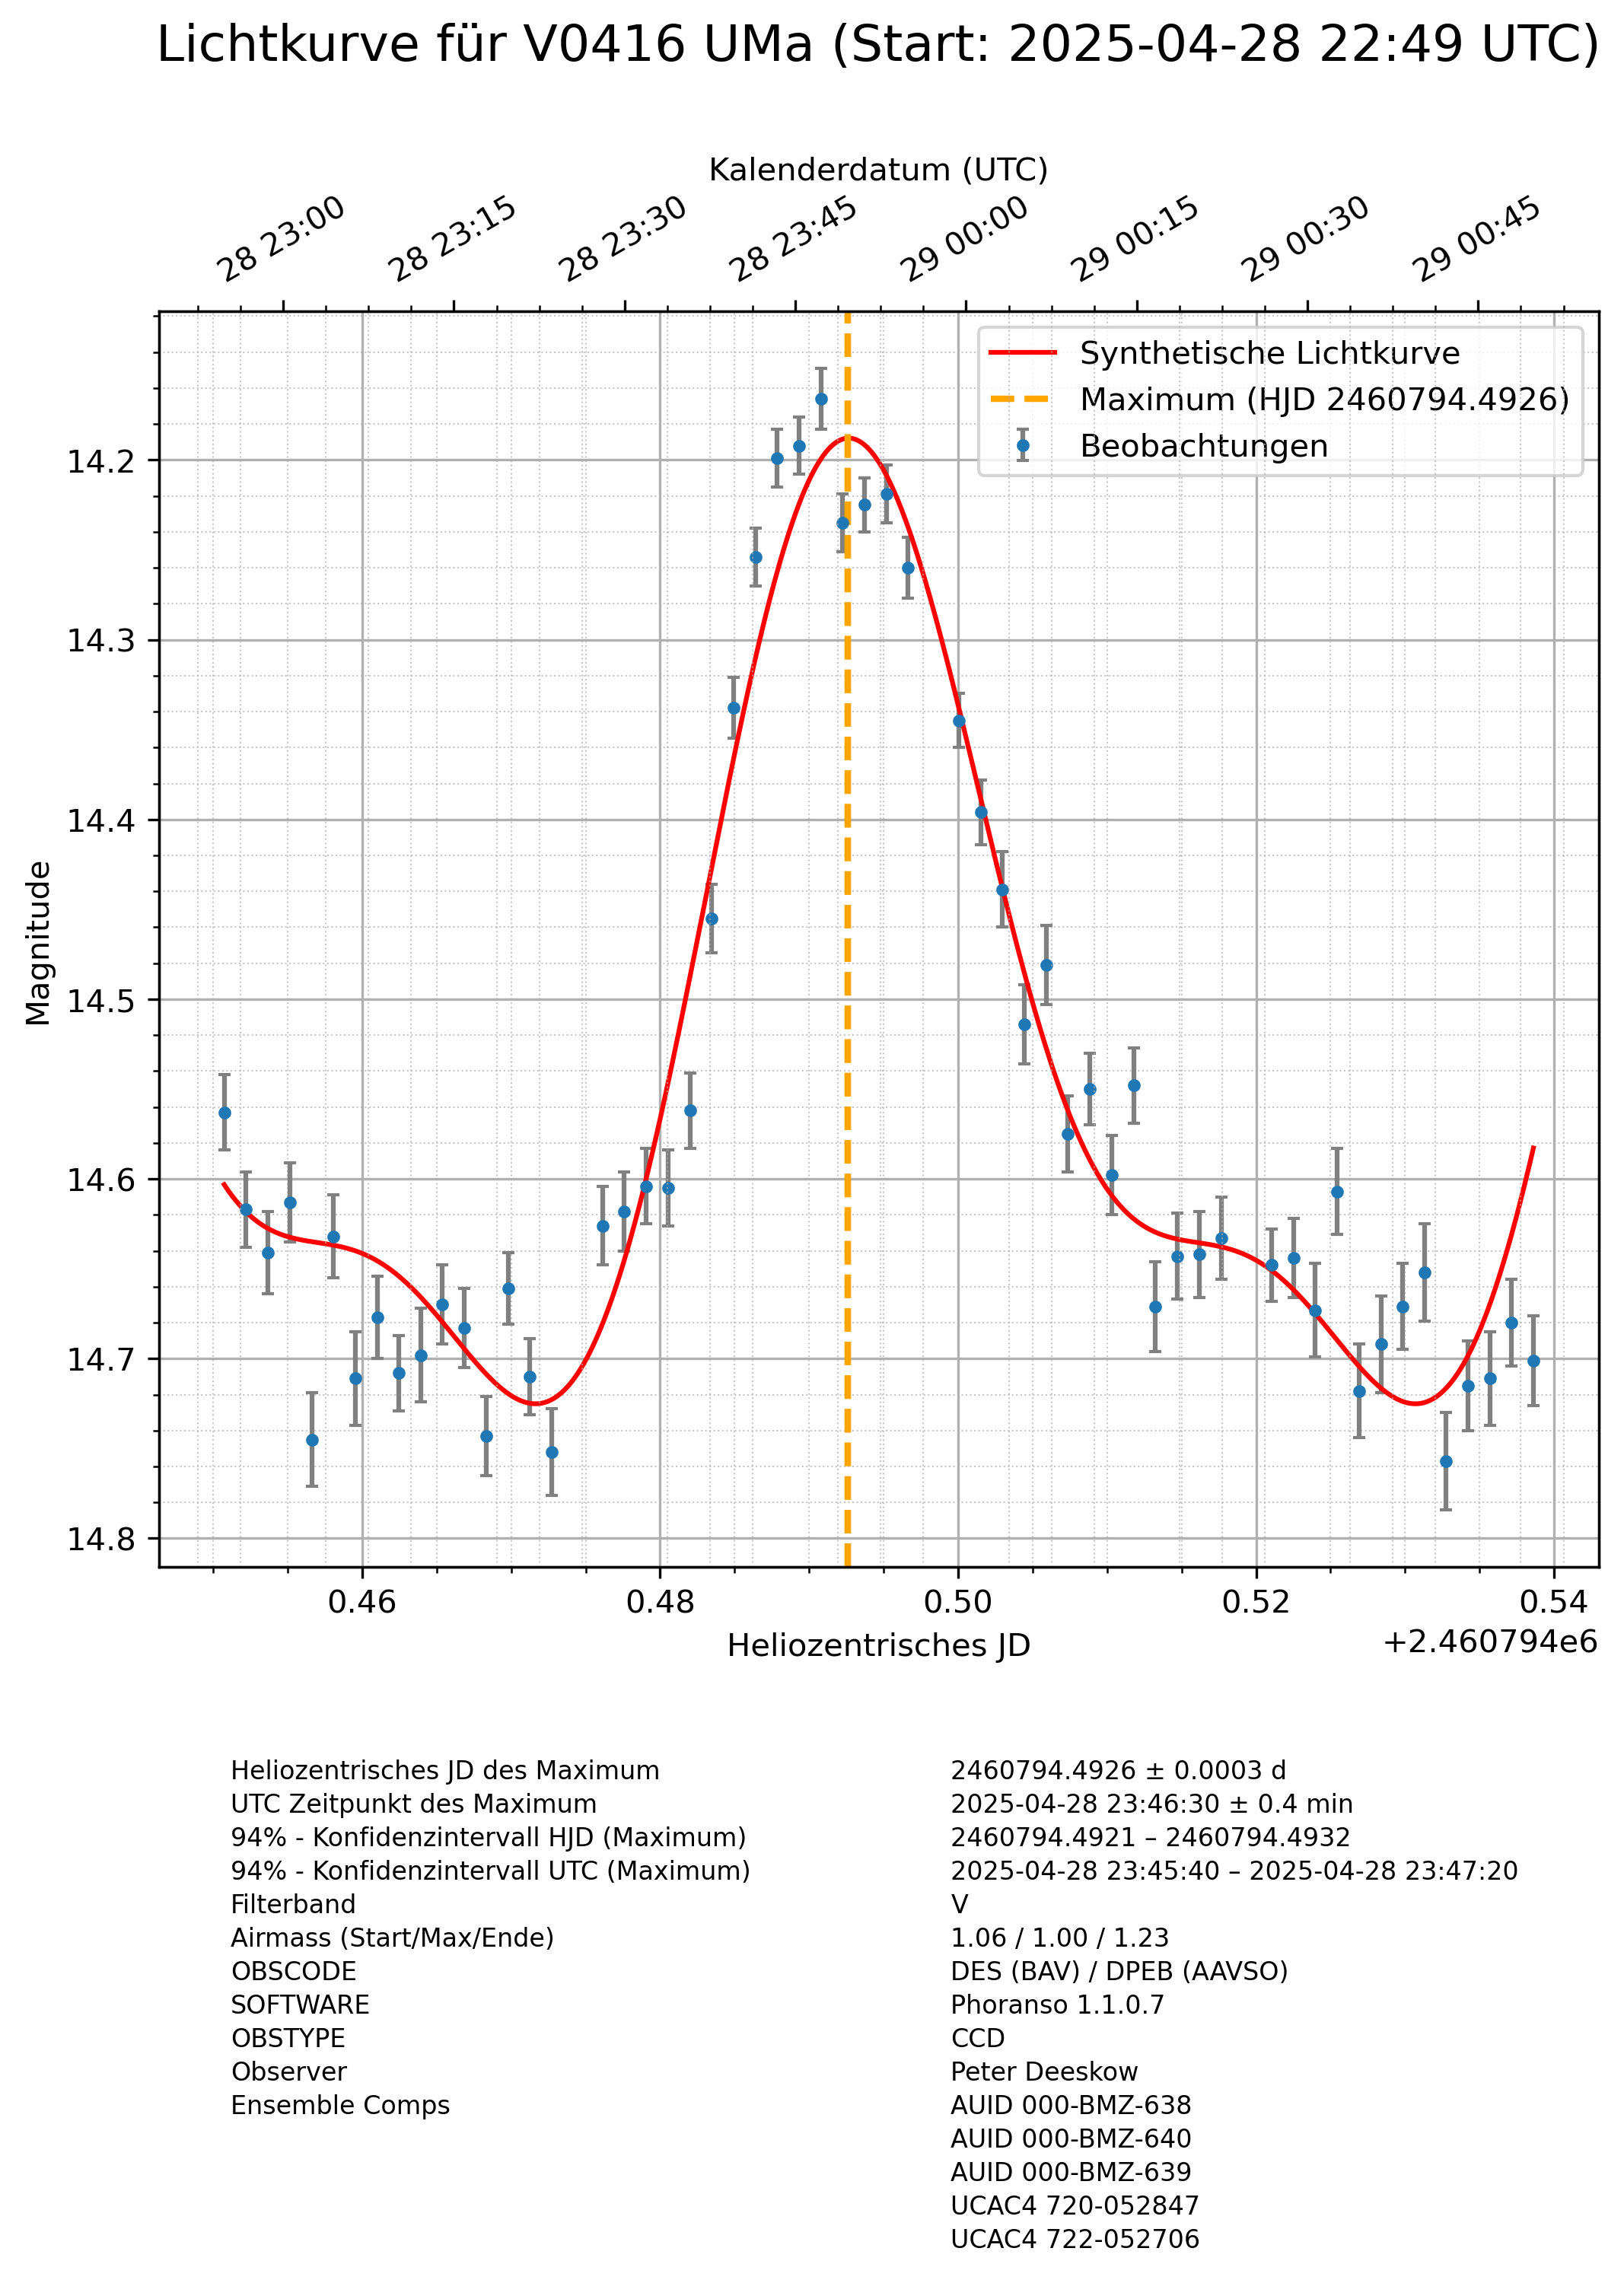 Lichtkurve für V0416 UMa (Start: 2025-04-28 22:49 UTC)
Kalenderdatum (UTC)
28 23:00 28 23:15 28 23:30 28 23:45 29 00:00 29 00:15 29 00:30 29 00:45
Synthetische Lichtkurve
Maximum (HJD 2460794.4926)
Beobachtungen
Magnitude
14.2
14.3
14.4
14.5
14.6
14.7
14.8
0.46 0.48 0.50 0.52 0.54
Heliozentrisches JD
+2.460794e6
Heliozentrisches JD des Maximum 2460794.4926 ± 0.0003 d
UTC Zeitpunkt des Maximum 2025-04-28 23:46:30 ± 0.4 min
94% - Konfidenzintervall HJD (Maximum) 2460794.4921 – 2460794.4932
94% - Konfidenzintervall UTC (Maximum) 2025-04-28 23:45:40 – 2025-04-28 23:47:20
Filterband V
Airmass (Start/Max/Ende) 1.06 / 1.00 / 1.23
OBSCODE DES (BAV) / DPEB (AAVSO)
SOFTWARE Phoranso 1.1.0.7
OBSTYPE CCD
Observer Peter Deeskow
Ensemble Comps AUID 000-BMZ-638
AUID 000-BMZ-640
AUID 000-BMZ-639
UCAC4 720-052847
UCAC4 722-052706